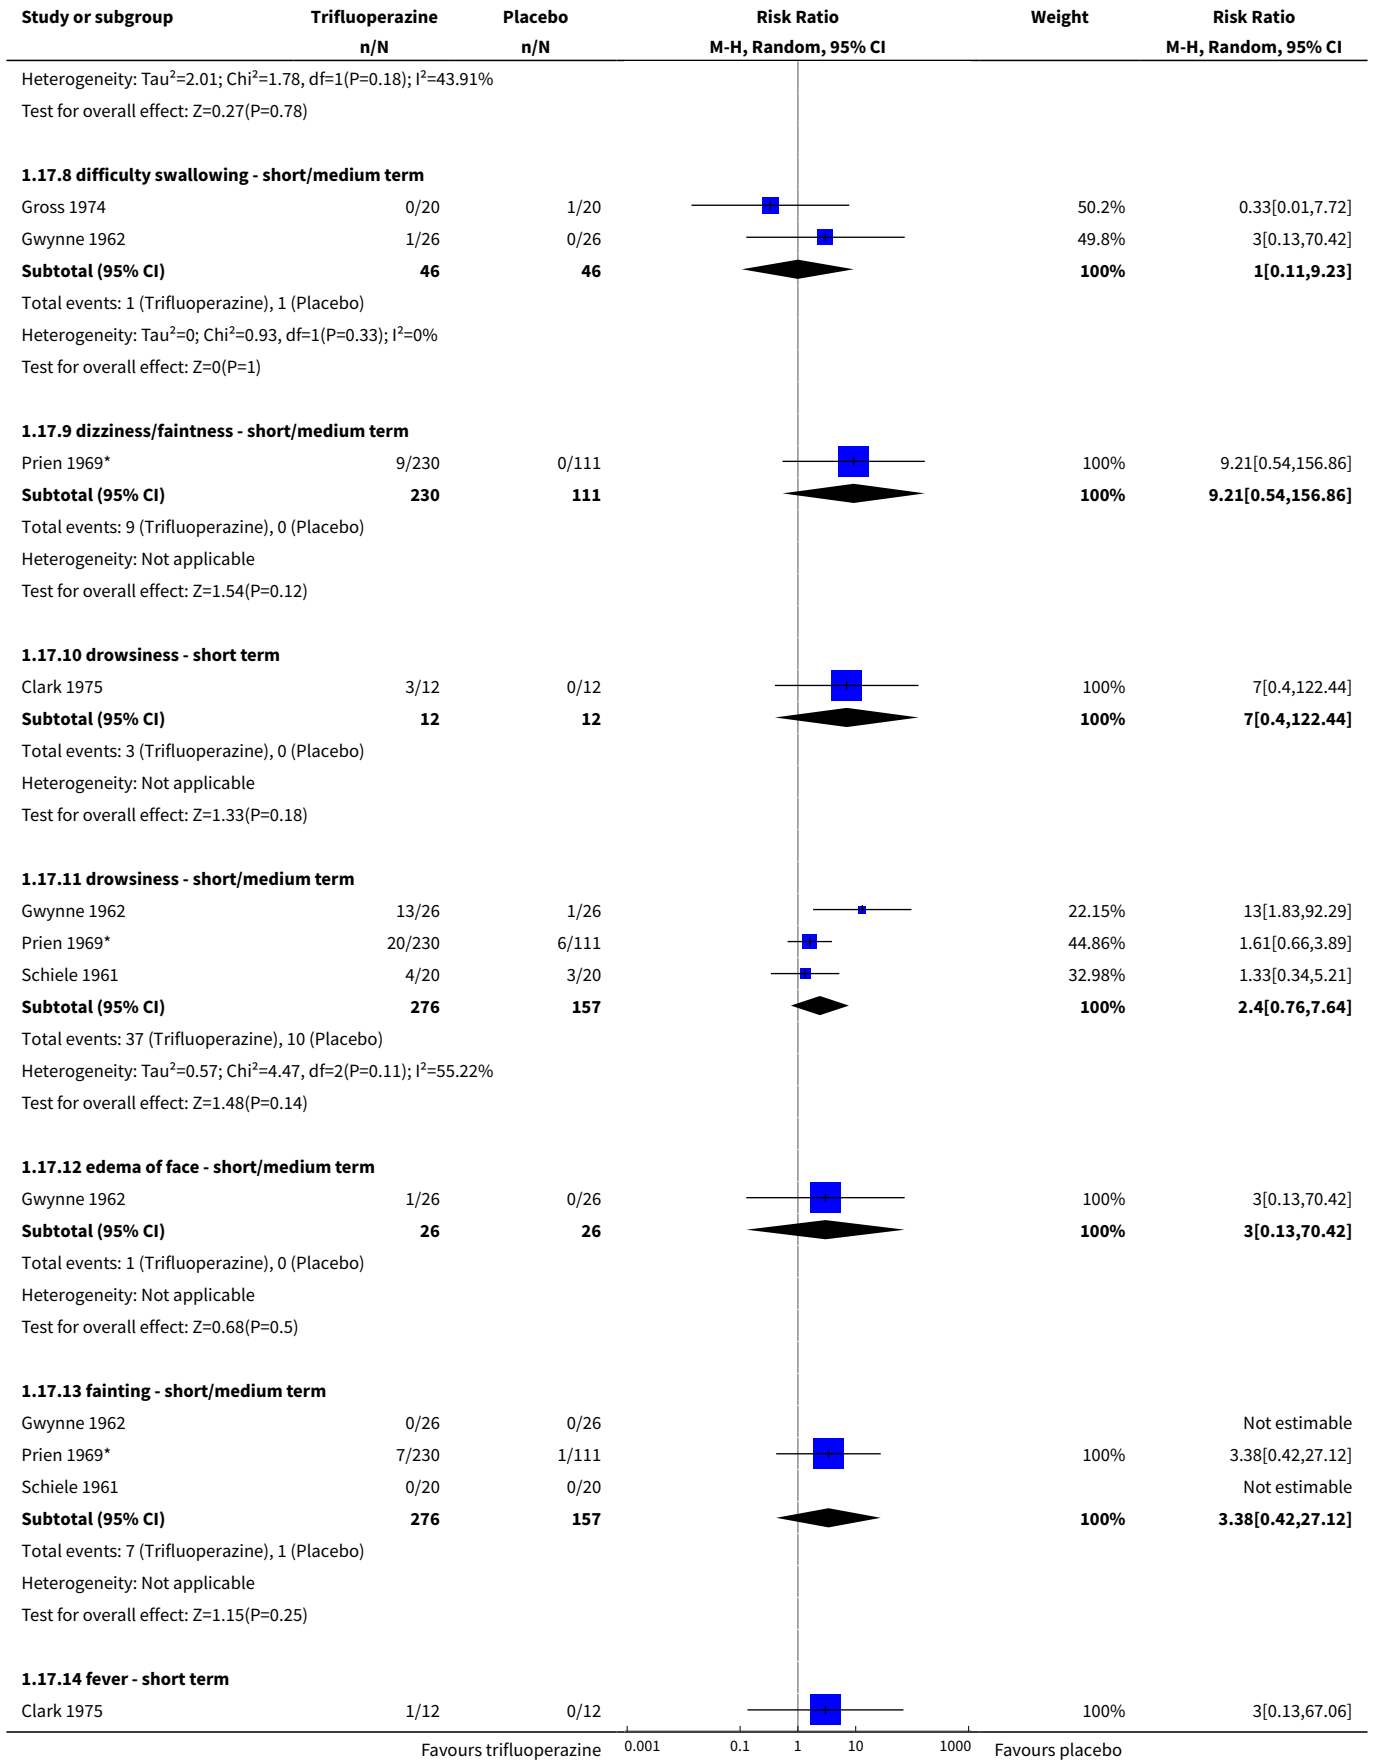 Study or subgroup Trifluoperazine Placebo Risk Ratio Weight Risk Ratio
n/N n/N M-H, Random, 95% CI M-H, Random, 95% CI
Heterogeneity: Tau²=2.01; Chi²=1.78, df=1(P=0.18); I²=43.91%
Test for overall effect: Z=0.27(P=0.78)
1.17.8 difficulty swallowing - short/medium term
Gross 1974 0/20 1/20 50.2% 0.33[0.01,7.72]
Gwynne 1962 1/26 0/26 49.8% 3[0.13,70.42]
Subtotal (95% CI) 46 46 100% 1[0.11,9.23]
Total events: 1 (Trifluoperazine), 1 (Placebo)
Heterogeneity: Tau²=0; Chi²=0.93, df=1(P=0.33); I²=0%
Test for overall effect: Z=0(P=1)
1.17.9 dizziness/faintness - short/medium term
Prien 1969* 9/230 0/111 100% 9.21[0.54,156.86]
Subtotal (95% CI) 230 111 100% 9.21[0.54,156.86]
Total events: 9 (Trifluoperazine), 0 (Placebo)
Heterogeneity: Not applicable
Test for overall effect: Z=1.54(P=0.12)
1.17.10 drowsiness - short term
Clark 1975 3/12 0/12 100% 7[0.4,122.44]
Subtotal (95% CI) 12 12 100% 7[0.4,122.44]
Total events: 3 (Trifluoperazine), 0 (Placebo)
Heterogeneity: Not applicable
Test for overall effect: Z=1.33(P=0.18)
1.17.11 drowsiness - short/medium term
Gwynne 1962 13/26 1/26 22.15% 13[1.83,92.29]
Prien 1969* 20/230 6/111 44.86% 1.61[0.66,3.89]
Schiele 1961 4/20 3/20 32.98% 1.33[0.34,5.21]
Subtotal (95% CI) 276 157 100% 2.4[0.76,7.64]
Total events: 37 (Trifluoperazine), 10 (Placebo)
Heterogeneity: Tau²=0.57; Chi²=4.47, df=2(P=0.11); I²=55.22%
Test for overall effect: Z=1.48(P=0.14)
1.17.12 edema of face - short/medium term
Gwynne 1962 1/26 0/26 100% 3[0.13,70.42]
Subtotal (95% CI) 26 26 100% 3[0.13,70.42]
Total events: 1 (Trifluoperazine), 0 (Placebo)
Heterogeneity: Not applicable
Test for overall effect: Z=0.68(P=0.5)
1.17.13 fainting - short/medium term
Gwynne 1962 0/26 0/26 Not estimable
Prien 1969* 7/230 1/111 100% 3.38[0.42,27.12]
Schiele 1961 0/20 0/20 Not estimable
Subtotal (95% CI) 276 157 100% 3.38[0.42,27.12]
Total events: 7 (Trifluoperazine), 1 (Placebo)
Heterogeneity: Not applicable
Test for overall effect: Z=1.15(P=0.25)
1.17.14 fever - short term
Clark 1975 1/12 0/12 100% 3[0.13,67.06]
Favours trifluoperazine 0.001 0.1 1 10 1000 Favours placebo